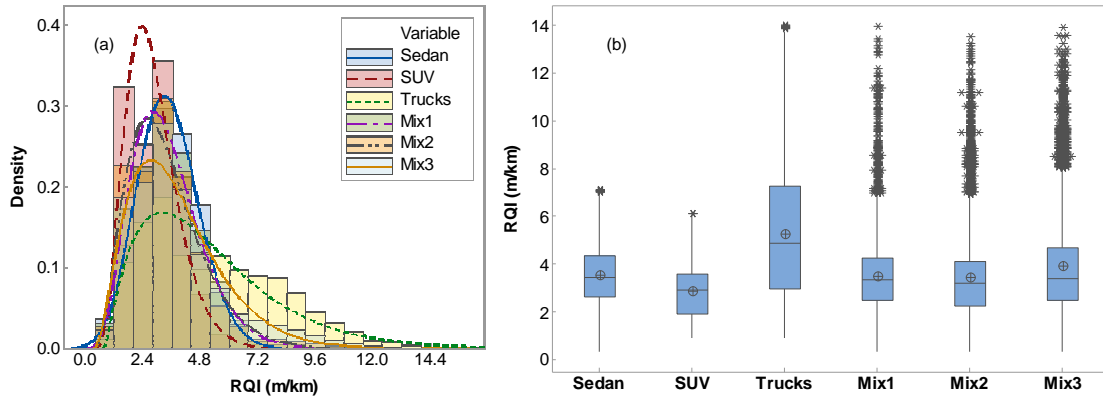 (a)
Density
0.4
0.3
0.2
0.1
0.0
0.0 2.4 4.8 7.2 9.6 12.0 14.4
RQI (m/km)
Variable
Sedan
SUV
Trucks
Mix1
Mix2
Mix3
(b)
RQI (m/km)
14
12
10
8
6
4
2
0
Sedan SUV Trucks Mix1 Mix2 Mix3